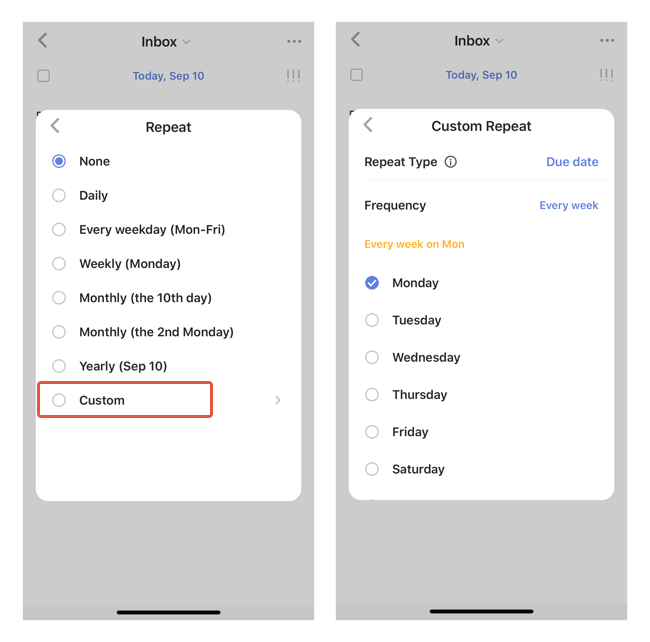 Inbox
Today, Sep 10
Repeat
None
Daily
Every weekday (Mon-Fri)
Weekly (Monday)
Monthly (the 10th day)
Monthly (the 2nd Monday)
Yearly (Sep 10)
Custom
Inbox
Today, Sep 10
Custom Repeat
Repeat Type Due date
Frequency Every week
Every week on Mon
Monday
Tuesday
Wednesday
Thursday
Friday
Saturday